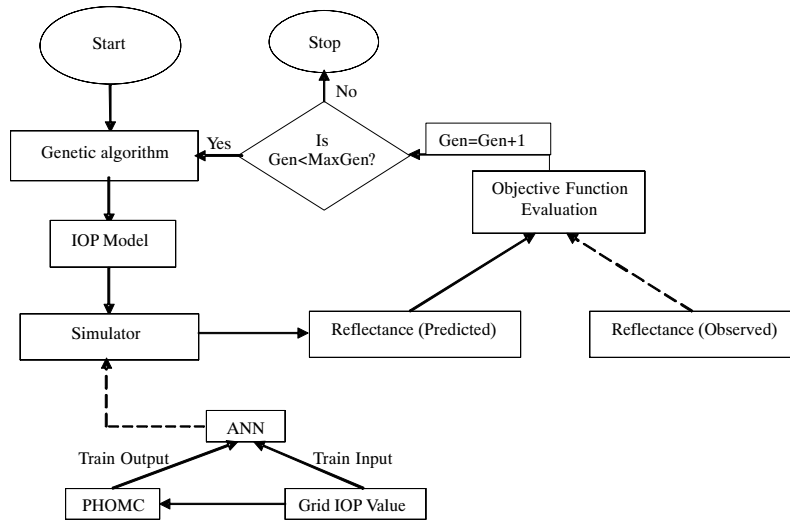 Start
Stop
No
Is
Gen<MaxGen?
Yes
Gen=Gen+1
Genetic algorithm
Objective Function
Evaluation
IOP Model
Simulator
Reflectance (Predicted)
Reflectance (Observed)
ANN
Train Output
Train Input
PHOMC
Grid IOP Value